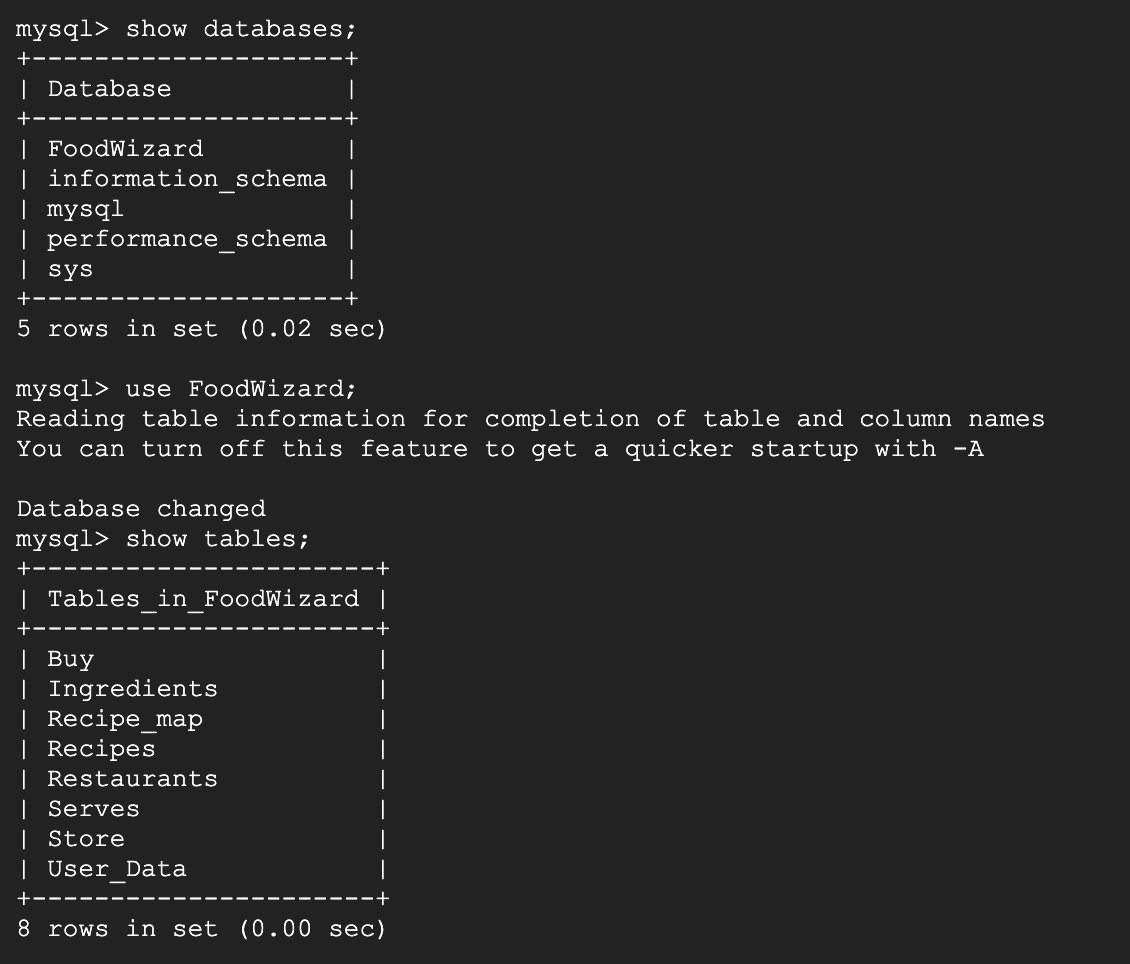 mysql> show databases;
+--------------------+
| Database           |
+--------------------+
| FoodWizard         |
| information_schema |
| mysql              |
| performance_schema |
| sys                |
+--------------------+
5 rows in set (0.02 sec)

mysql> use FoodWizard;
Reading table information for completion of table and column names
You can turn off this feature to get a quicker startup with -A

Database changed
mysql> show tables;
+----------------------+
| Tables_in_FoodWizard |
+----------------------+
| Buy                  |
| Ingredients          |
| Recipe_map           |
| Recipes              |
| Restaurants          |
| Serves               |
| Store                |
| User_Data            |
+----------------------+
8 rows in set (0.00 sec)